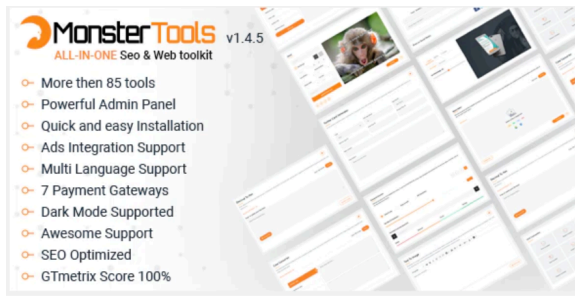 MonsterTools v1.4.5
ALL-IN-ONE Seo & Web toolkit
More then 85 tools
Powerful Admin Panel
Quick and easy Installation
Ads Integration Support
Multi Language Support
7 Payment Gateways
Dark Mode Supported
Awesome Support
SEO Optimized
GTmetrix Score 100%